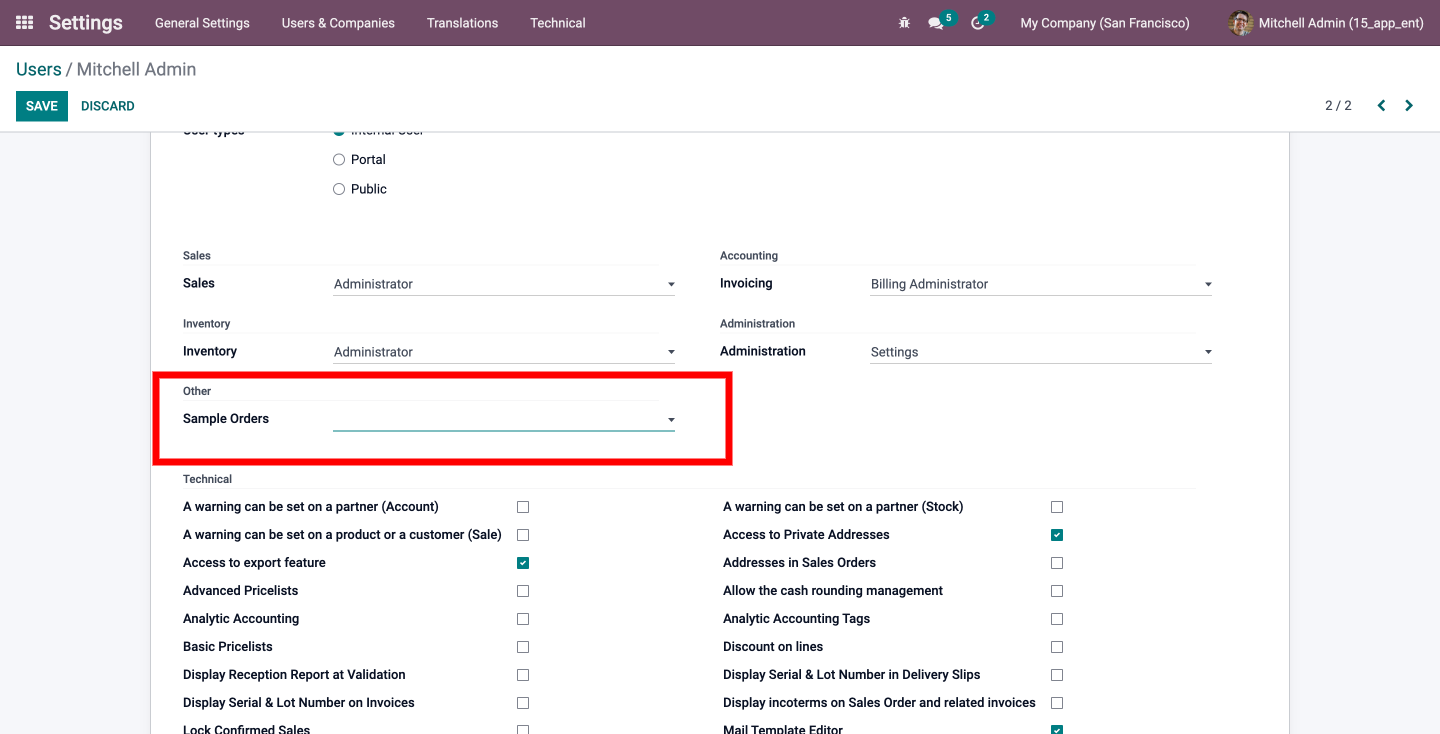 Settings General Settings Users & Companies Translations Technical 5 2 My Company (San Francisco) Mitchell Admin (15_app_ent)
Users / Mitchell Admin
SAVE DISCARD 2 / 2
User types Internal User
Portal
Public
Sales Accounting
Sales Administrator Invoicing Billing Administrator
Inventory Administration
Inventory Administrator Administration Settings
Other
Sample Orders
Technical
A warning can be set on a partner (Account) A warning can be set on a partner (Stock)
A warning can be set on a product or a customer (Sale) Access to Private Addresses
Access to export feature Addresses in Sales Orders
Advanced Pricelists Allow the cash rounding management
Analytic Accounting Analytic Accounting Tags
Basic Pricelists Discount on lines
Display Reception Report at Validation Display Serial & Lot Number in Delivery Slips
Display Serial & Lot Number on Invoices Display incoterms on Sales Order and related invoices
Lock Confirmed Sales Mail Template Editor